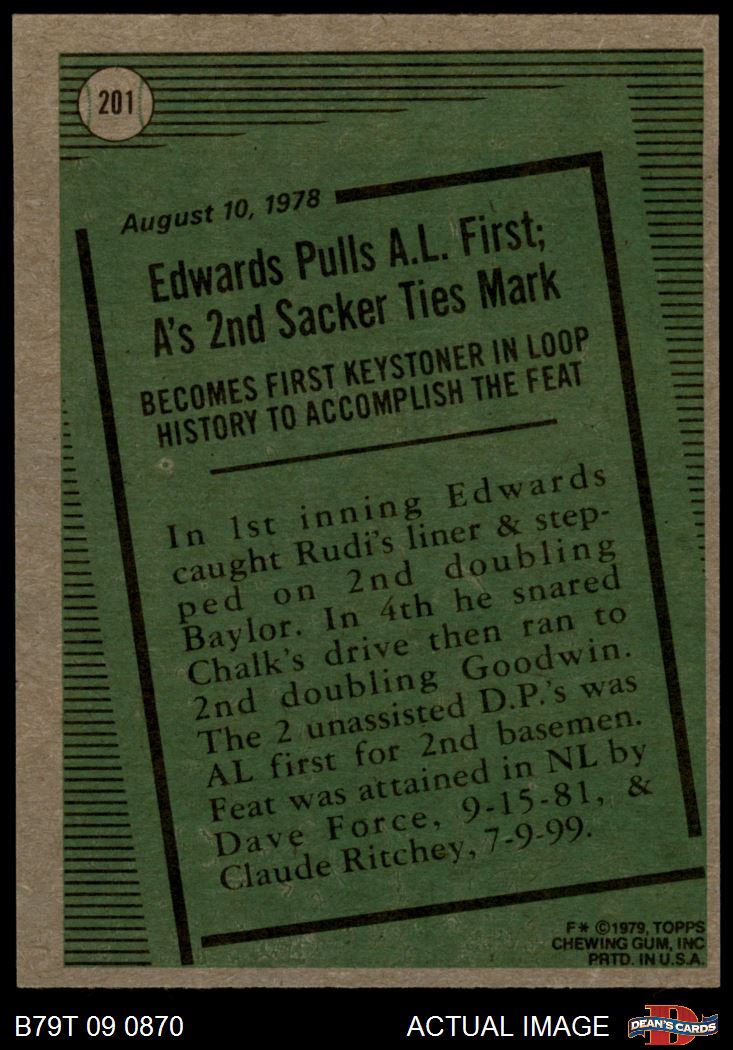 201
August 10, 1978
Edwards Pulls A.L. First;
A's 2nd Sacker Ties Mark
BECOMES FIRST KEYSTONER IN LOOP
HISTORY TO ACCOMPLISH THE FEAT
In 1st inning Edwards
caught Rudi's liner & step-
ped on 2nd doubling
Baylor. In 4th he snared
Chalk's drive then ran to
2nd doubling Goodwin.
The 2 unassisted D.P.'s was
AL first for 2nd basemen.
Feat was attained in NL by
Dave Force, 9-15-81, &
Claude Ritchey, 7-9-99.
F* ©1979, TOPPS
CHEWING GUM, INC
PRTD. IN U.S.A.
B79T 09 0870
ACTUAL IMAGE
DEAN'S CARDS